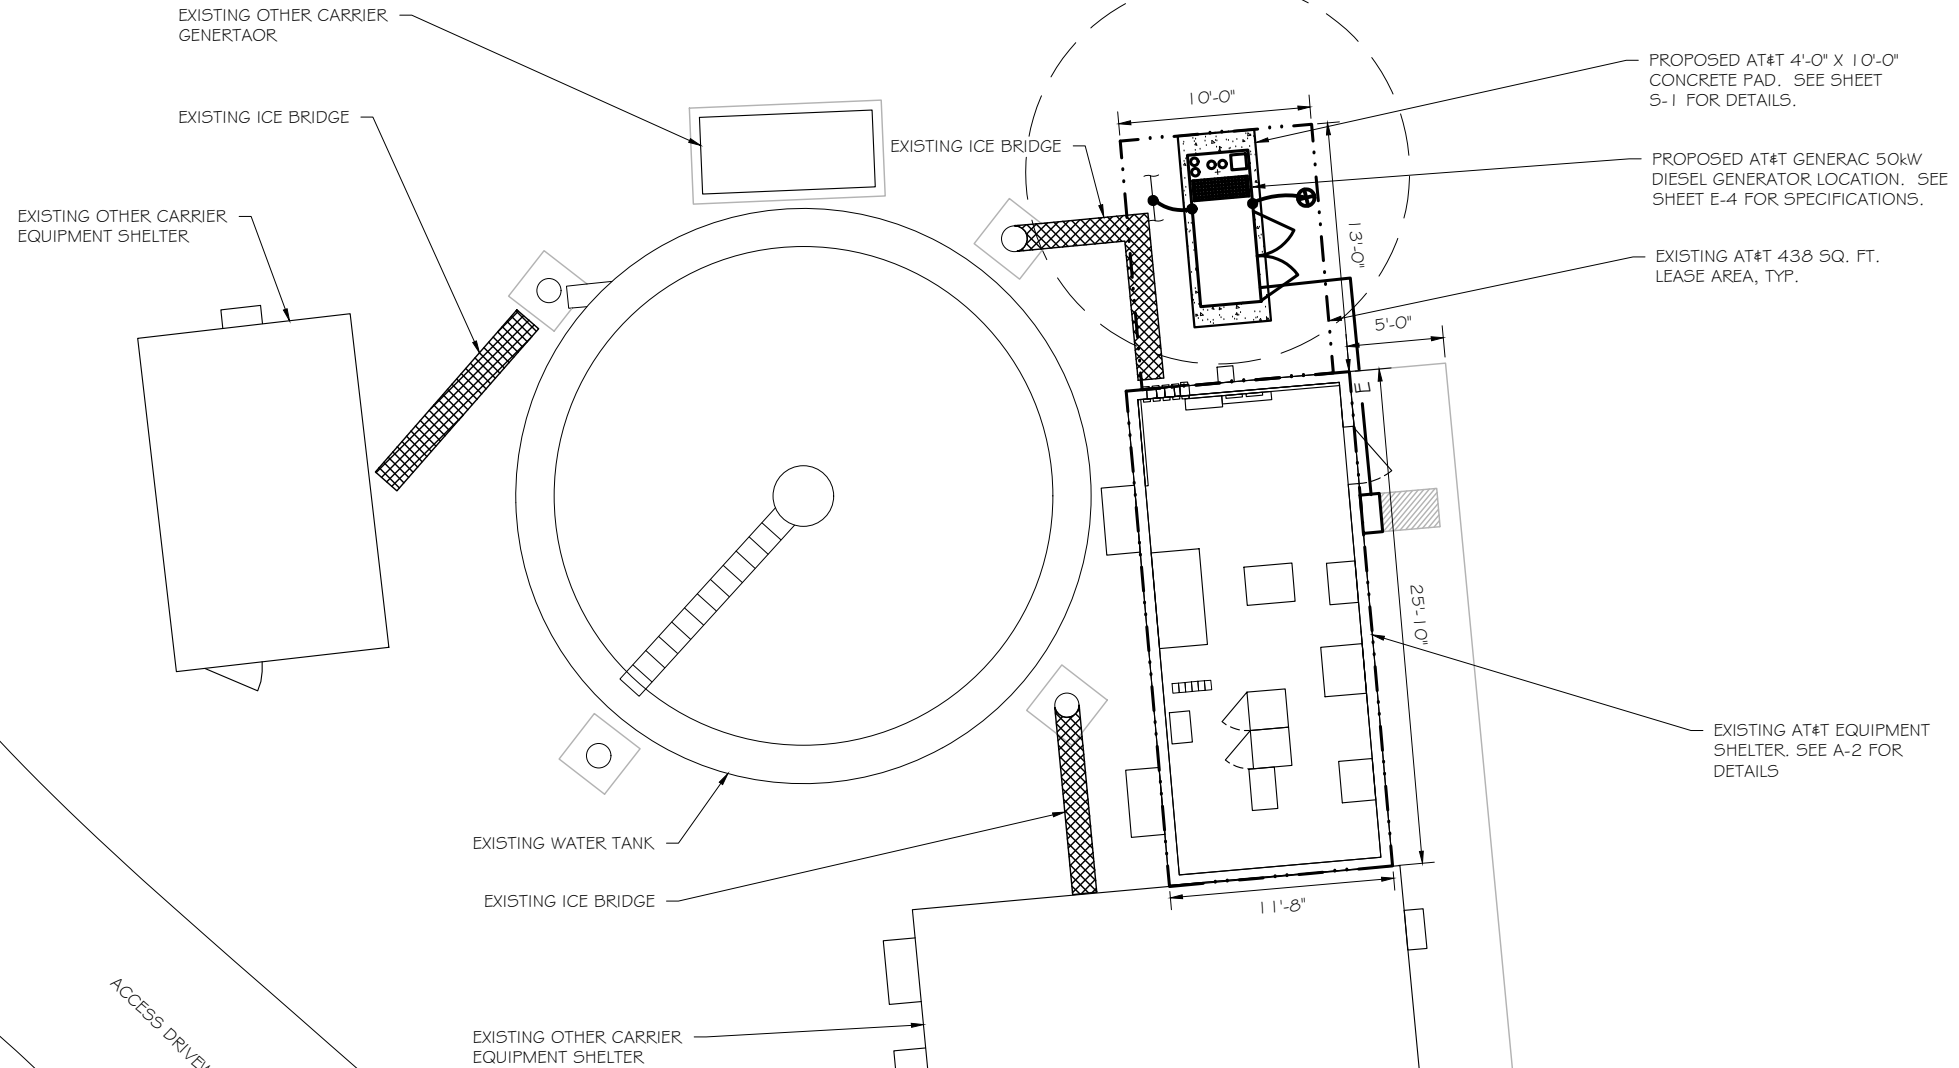 EXISTING OTHER CARRIER
GENERTAOR
EXISTING ICE BRIDGE
EXISTING OTHER CARRIER
EQUIPMENT SHELTER
EXISTING ICE BRIDGE
10'-0"
PROPOSED AT&T 4'-0" X 10'-0"
CONCRETE PAD. SEE SHEET
S-1 FOR DETAILS.
PROPOSED AT&T GENERAC 50kW
DIESEL GENERATOR LOCATION. SEE
SHEET E-4 FOR SPECIFICATIONS.
13'-0"
EXISTING AT&T 438 SQ. FT.
LEASE AREA, TYP.
5'-0"
E
25'-10"
EXISTING AT&T EQUIPMENT
SHELTER. SEE A-2 FOR
DETAILS
EXISTING WATER TANK
EXISTING ICE BRIDGE
11'-8"
EXISTING OTHER CARRIER
EQUIPMENT SHELTER
ACCESS